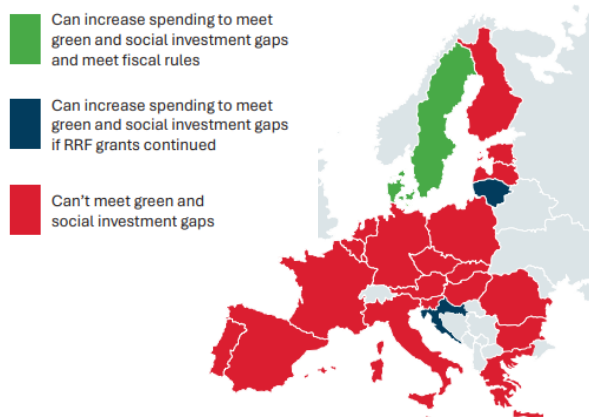 Can increase spending to meet
green and social investment gaps
and meet fiscal rules
Can increase spending to meet
green and social investment gaps
if RRF grants continued
Can't meet green and
social investment gaps